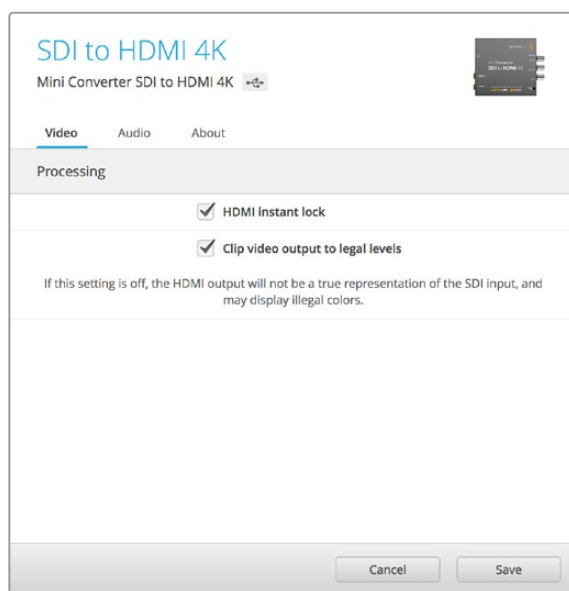 SDI to HDMI 4K
Mini Converter SDI to HDMI 4K
Video Audio About
Processing
HDMI instant lock
Clip video output to legal levels
If this setting is off, the HDMI output will not be a true representation of the SDI input, and
may display illegal colors.
Cancel Save